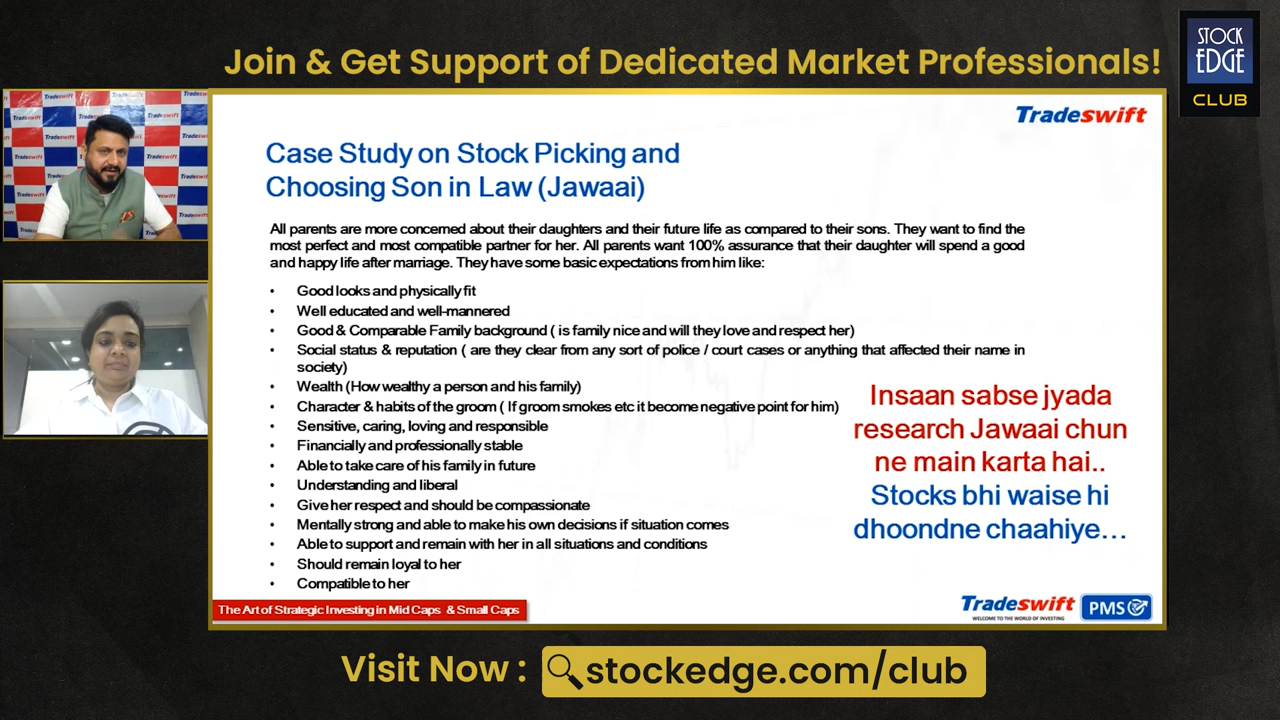 Join & Get Support of Dedicated Market Professionals!
STOCK
EDGE
CLUB
Tradeswift
Case Study on Stock Picking and
Choosing Son in Law (Jawaai)
All parents are more concerned about their daughters and their future life as compared to their sons. They want to find the
most perfect and most compatible partner for her. All parents want 100% assurance that their daughter will spend a good
and happy life after marriage. They have some basic expectations from him like:
• Good looks and physically fit
• Well educated and well-mannered
• Good & Comparable Family background ( is family nice and will they love and respect her)
• Social status & reputation ( are they clear from any sort of police / court cases or anything that affected their name in
society)
• Wealth (How wealthy a person and his family)
• Character & habits of the groom ( If groom smokes etc it become negative point for him)
• Sensitive, caring, loving and responsible
• Financially and professionally stable
• Able to take care of his family in future
• Understanding and liberal
• Give her respect and should be compassionate
• Mentally strong and able to make his own decisions if situation comes
• Able to support and remain with her in all situations and conditions
• Should remain loyal to her
• Compatible to her
Insaan sabse jyada
research Jawaai chun
ne main karta hai..
Stocks bhi waise hi
dhoondne chaahiye...
The Art of Strategic Investing in Mid Caps & Small Caps
Tradeswift
WELCOME TO THE WORLD OF INVESTING
PMS
Visit Now :
stockedge.com/club